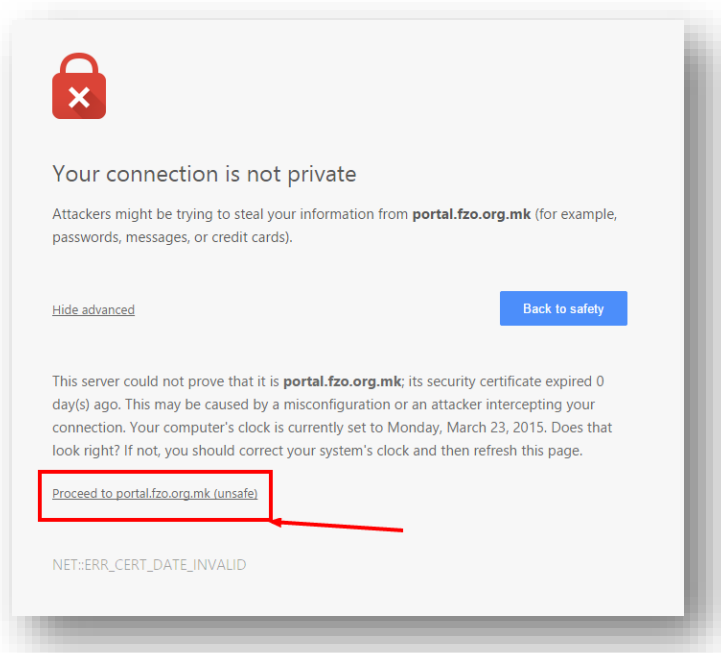 Your connection is not private
Attackers might be trying to steal your information from portal.fzo.org.mk (for example,
passwords, messages, or credit cards).
Hide advanced
Back to safety
This server could not prove that it is portal.fzo.org.mk; its security certificate expired 0
day(s) ago. This may be caused by a misconfiguration or an attacker intercepting your
connection. Your computer's clock is currently set to Monday, March 23, 2015. Does that
look right? If not, you should correct your system's clock and then refresh this page.
Proceed to portal.fzo.org.mk (unsafe)
NET::ERR_CERT_DATE_INVALID